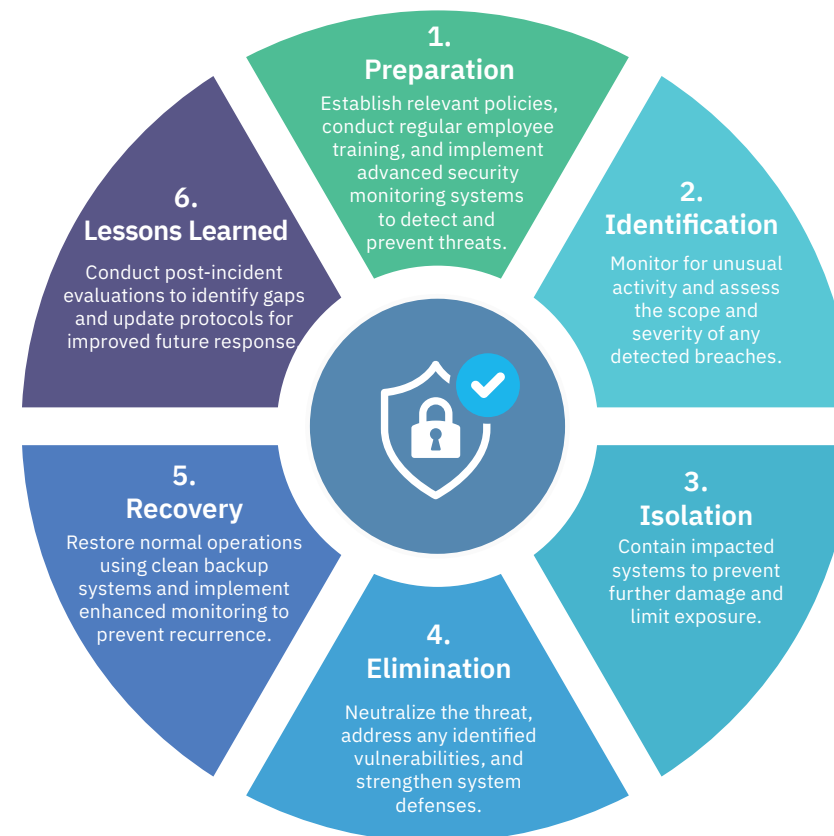 1.
Preparation
Establish relevant policies,
conduct regular employee
training, and implement
advanced security
monitoring systems
to detect and
prevent threats.
2.
Identification
Monitor for unusual
activity and assess
the scope and
severity of any
detected breaches.
3.
Isolation
Contain impacted
systems to prevent
further damage and
limit exposure.
4.
Elimination
Neutralize the threat,
address any identified
vulnerabilities, and
strengthen system
defenses.
5.
Recovery
Restore normal operations
using clean backup
systems and implement
enhanced monitoring to
prevent recurrence.
6.
Lessons Learned
Conduct post-incident
evaluations to identify gaps
and update protocols for
improved future response.